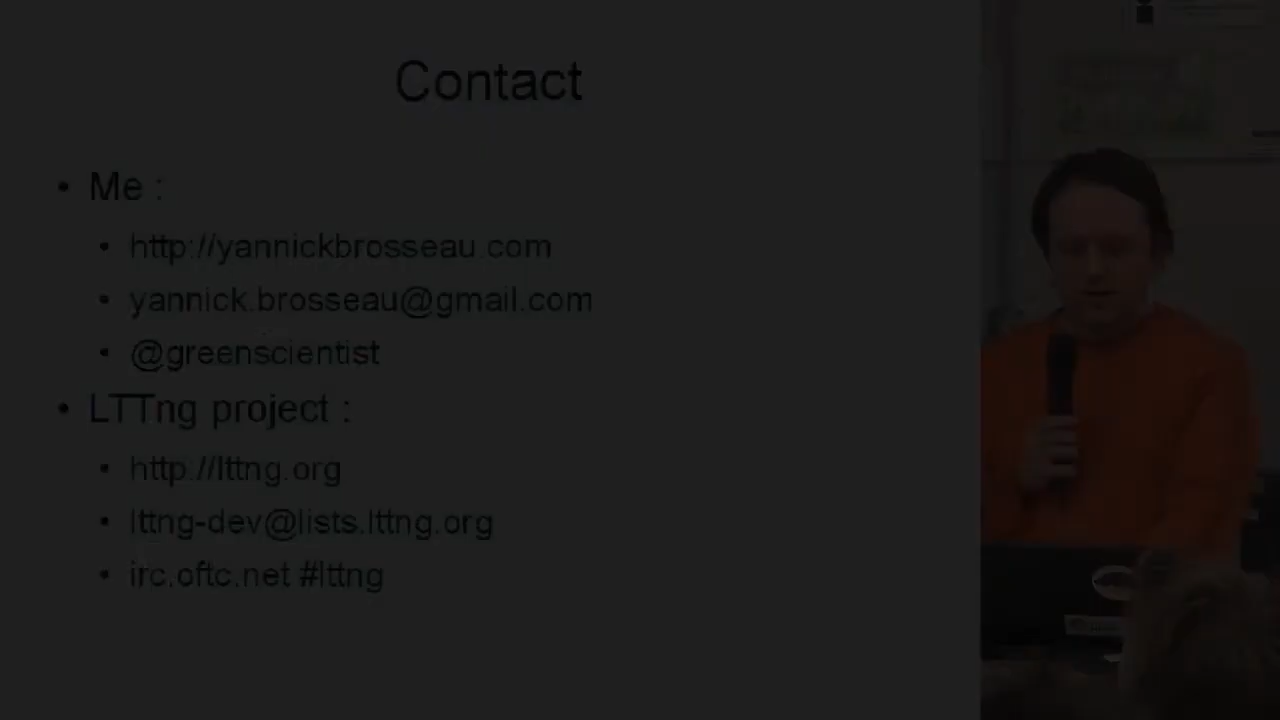 Contact
• Me :
• http://yannickbrosseau.com
• yannick.brosseau@gmail.com
• @greenscientist
• LTTng project :
• http://lttng.org
• lttng-dev@lists.lttng.org
• irc.oftc.net #lttng